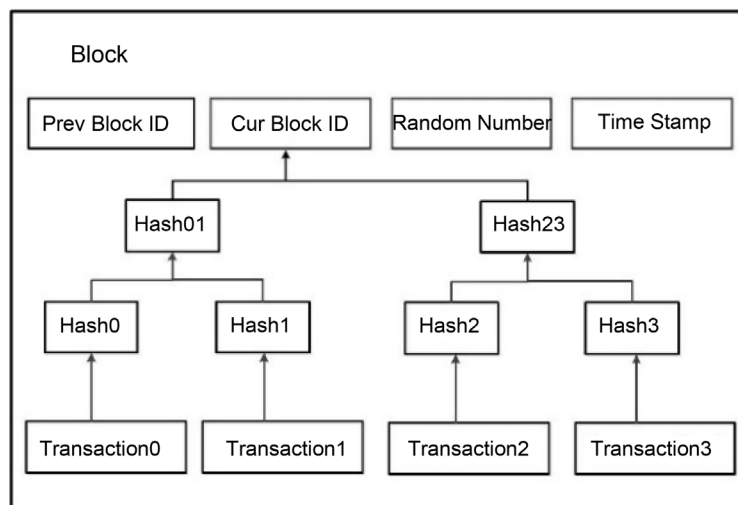 Block
Prev Block ID
Cur Block ID
Random Number
Time Stamp
Hash01
Hash23
Hash0
Hash1
Hash2
Hash3
Transaction0
Transaction1
Transaction2
Transaction3